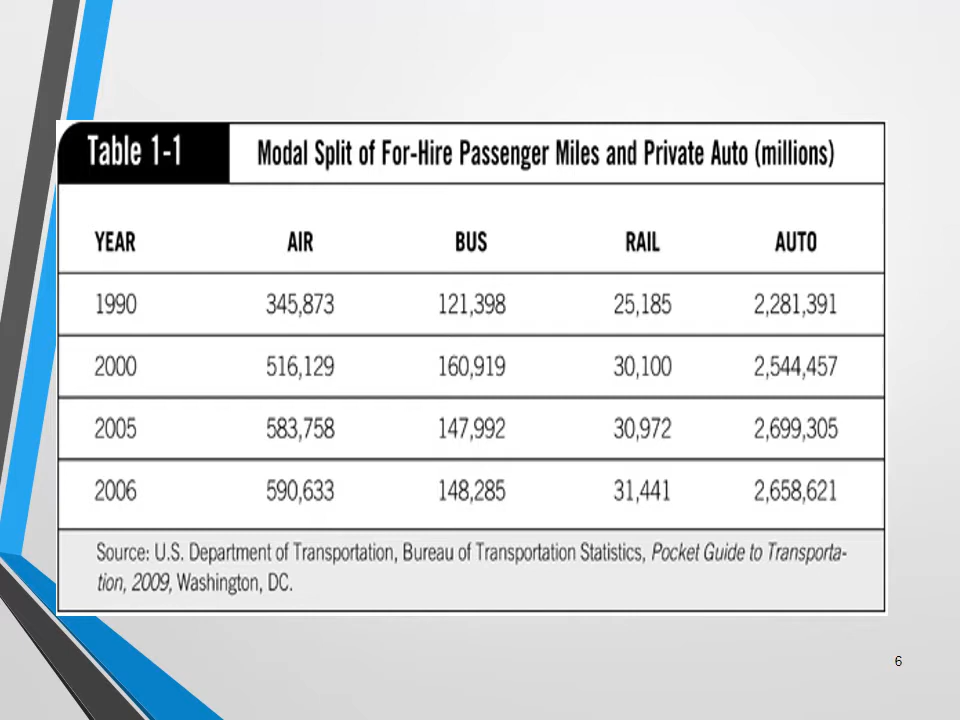 Table 1-1 Modal Split of For-Hire Passenger Miles and Private Auto (millions)
YEAR AIR BUS RAIL AUTO
1990 345,873 121,398 25,185 2,281,391
2000 516,129 160,919 30,100 2,544,457
2005 583,758 147,992 30,972 2,699,305
2006 590,633 148,285 31,441 2,658,621
Source: U.S. Department of Transportation, Bureau of Transportation Statistics, Pocket Guide to Transporta-
tion, 2009, Washington, DC.
6